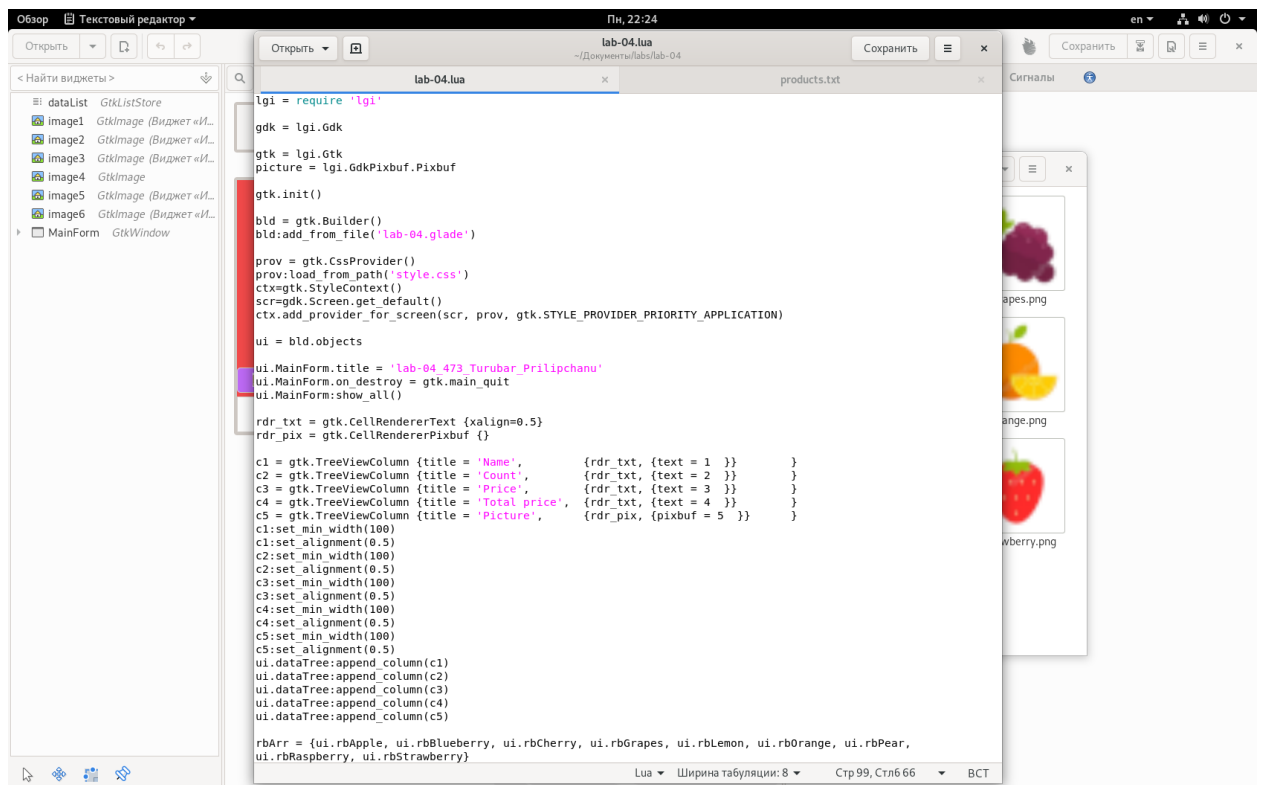 Обзор Текстовый редактор Пн, 22:24 en
Открыть Открыть lab-04.lua Сохранить Сохранить
~/Документы/labs/lab-04
< Найти виджеты > lab-04.lua × products.txt × Сигналы
dataList GtkListStore
image1 GtkImage (Виджет «И...
image2 GtkImage (Виджет «И...
image3 GtkImage (Виджет «И...
image4 GtkImage
image5 GtkImage (Виджет «И...
image6 GtkImage (Виджет «И...
MainForm GtkWindow
lgi = require 'lgi'
gdk = lgi.Gdk
gtk = lgi.Gtk
picture = lgi.GdkPixbuf.Pixbuf
gtk.init()
bld = gtk.Builder()
bld:add_from_file('lab-04.glade')
prov = gtk.CssProvider()
prov:load_from_path('style.css')
ctx=gtk.StyleContext()
scr=gdk.Screen.get_default()
ctx.add_provider_for_screen(scr, prov, gtk.STYLE_PROVIDER_PRIORITY_APPLICATION)
ui = bld.objects
ui.MainForm.title = 'lab-04_473_Turubar_Prilipchanu'
ui.MainForm.on_destroy = gtk.main_quit
ui.MainForm:show_all()
rdr_txt = gtk.CellRendererText {xalign=0.5}
rdr_pix = gtk.CellRendererPixbuf {}
c1 = gtk.TreeViewColumn {title = 'Name', {rdr_txt, {text = 1 }} }
c2 = gtk.TreeViewColumn {title = 'Count', {rdr_txt, {text = 2 }} }
c3 = gtk.TreeViewColumn {title = 'Price', {rdr_txt, {text = 3 }} }
c4 = gtk.TreeViewColumn {title = 'Total price', {rdr_txt, {text = 4 }} }
c5 = gtk.TreeViewColumn {title = 'Picture', {rdr_pix, {pixbuf = 5 }} }
c1:set_min_width(100)
c1:set_alignment(0.5)
c2:set_min_width(100)
c2:set_alignment(0.5)
c3:set_min_width(100)
c3:set_alignment(0.5)
c4:set_min_width(100)
c4:set_alignment(0.5)
c5:set_min_width(100)
c5:set_alignment(0.5)
ui.dataTree:append_column(c1)
ui.dataTree:append_column(c2)
ui.dataTree:append_column(c3)
ui.dataTree:append_column(c4)
ui.dataTree:append_column(c5)
rbArr = {ui.rbApple, ui.rbBlueberry, ui.rbCherry, ui.rbGrapes, ui.rbLemon, ui.rbOrange, ui.rbPear,
ui.rbRaspberry, ui.rbStrawberry}
apes.png
ange.png
wberry.png
Lua Ширина табуляции: 8 Стр 99, Стлб 66 ВСТ